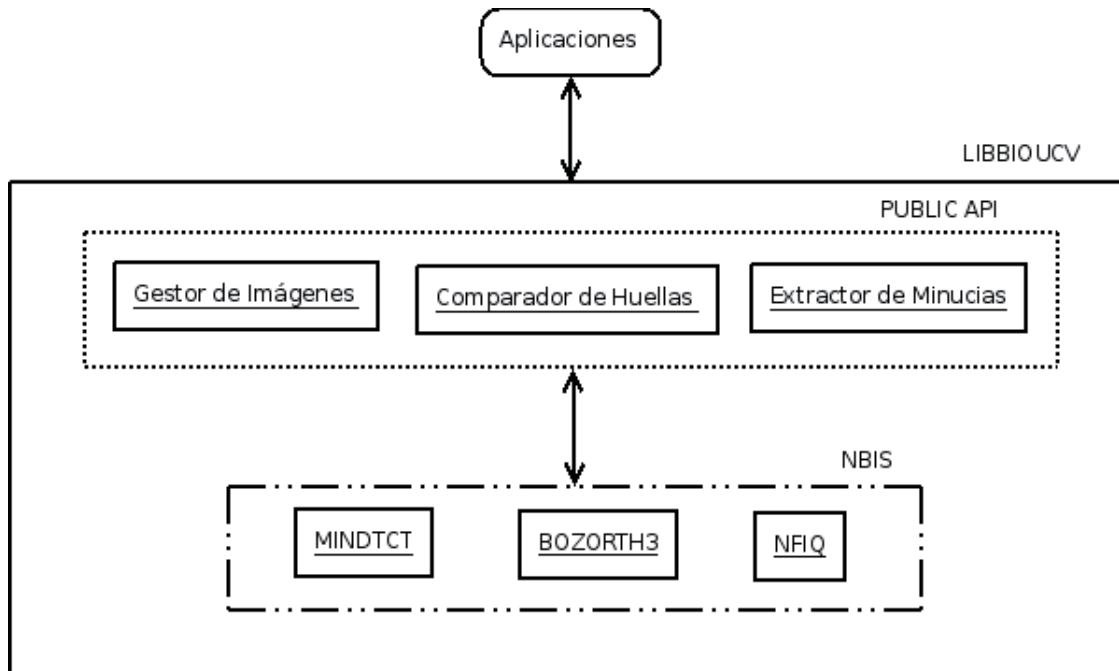 Aplicaciones
LIBBIOUCV
PUBLIC API
Gestor de Imágenes
Comparador de Huellas
Extractor de Minucias
NBIS
MINDTCT
BOZORTH3
NFIQ